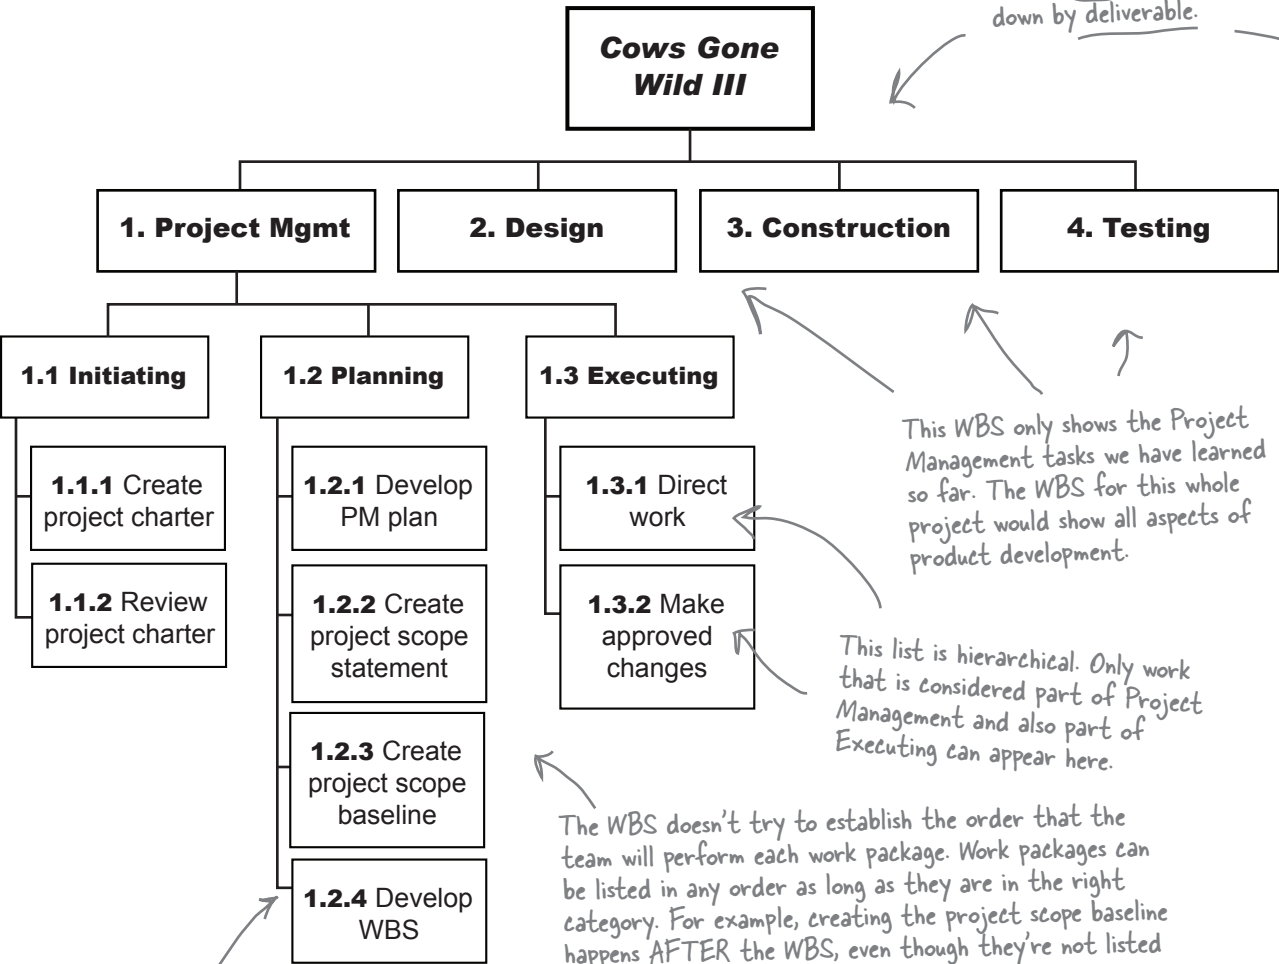 down by deliverable.
Cows Gone
Wild III
1. Project Mgmt
2. Design
3. Construction
4. Testing
1.1 Initiating
1.2 Planning
1.3 Executing
1.1.1 Create
project charter
1.1.2 Review
project charter
1.2.1 Develop
PM plan
1.2.2 Create
project scope
statement
1.2.3 Create
project scope
baseline
1.2.4 Develop
WBS
1.3.1 Direct
work
1.3.2 Make
approved
changes
This WBS only shows the Project
Management tasks we have learned
so far. The WBS for this whole
project would show all aspects of
product development.
This list is hierarchical. Only work
that is considered part of Project
Management and also part of
Executing can appear here.
The WBS doesn't try to establish the order that the
team will perform each work package. Work packages can
be listed in any order as long as they are in the right
category. For example, creating the project scope baseline
happens AFTER the WBS, even though they're not listed